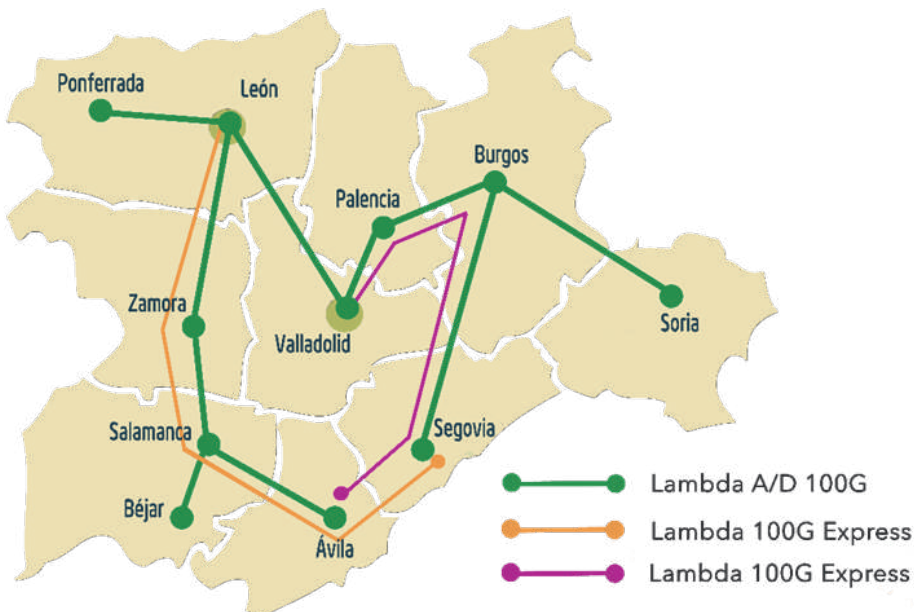 Ponferrada
León
Burgos
Palencia
Zamora
Valladolid
Soria
Salamanca
Segovia
Béjar
Ávila
Lambda A/D 100G
Lambda 100G Express
Lambda 100G Express